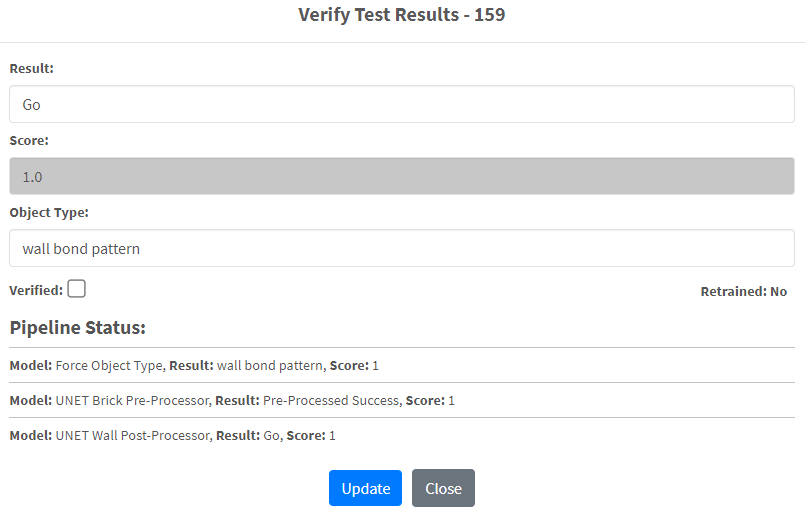 Verify Test Results - 159
Result:
Go
Score:
1.0
Object Type:
wall bond pattern
Verified:
Retrained: No
Pipeline Status:
Model: Force Object Type, Result: wall bond pattern, Score: 1
Model: UNET Brick Pre-Processor, Result: Pre-Processed Success, Score: 1
Model: UNET Wall Post-Processor, Result: Go, Score: 1
Update Close